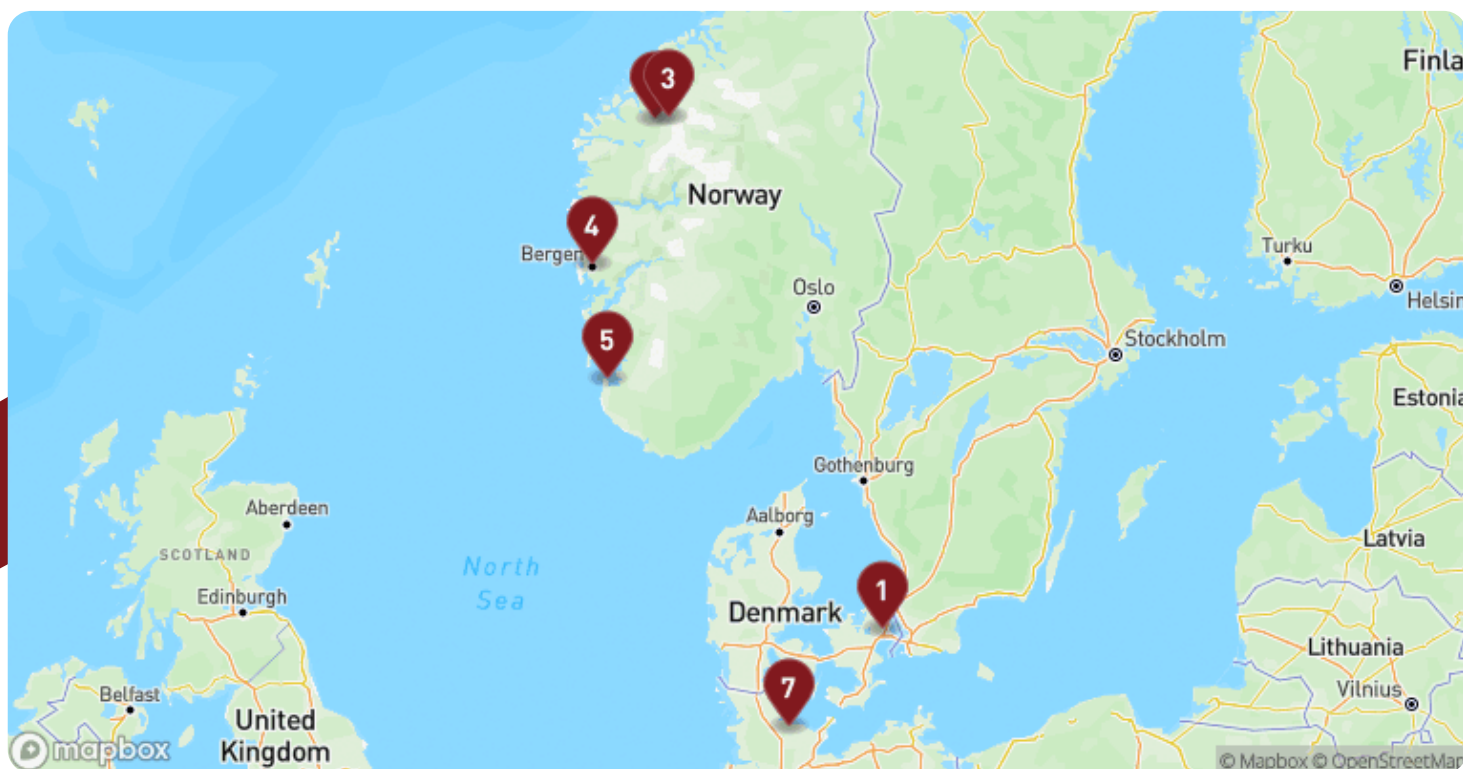 Finla
3
Norway
4
Bergen
Turku
Oslo
Helsin
5
Stockholm
Estonia
Gothenburg
Aberdeen
Aalborg
SCOTLAND
Latvia
North
Sea
1
Edinburgh
Denmark
Lithuania
7
Belfast
Vilnius
United
Kingdom
mapbox
© Mapbox © OpenStreetMap